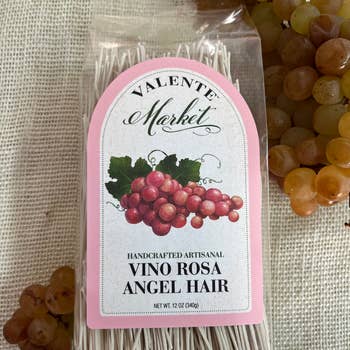 VALENTE
Market
HANDCRAFTED ARTISANAL
VINO ROSA
ANGEL HAIR
NET WT. 12 OZ (340g)